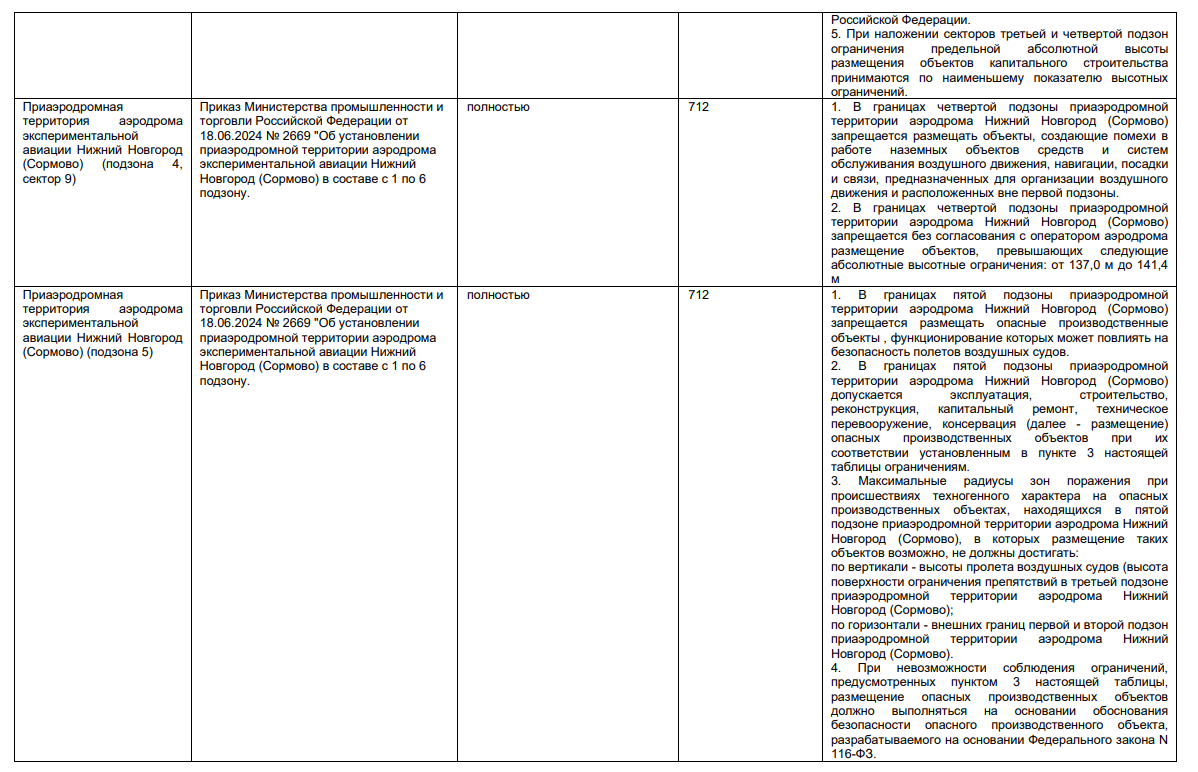 Российской Федерации.
5. При наложении секторов третьей и четвертой подзон
ограничения предельной абсолютной высоты
размещения объектов капитального строительства
принимаются по наименьшему показателю высотных
ограничений.
Приаэродромная
территория аэродрома
экспериментальной
авиации Нижний Новгород
(Сормово) (подзона 4,
сектор 9)
Приказ Министерства промышленности и
торговли Российской Федерации от
18.06.2024 № 2669 "Об установлении
приаэродромной территории аэродрома
экспериментальной авиации Нижний
Новгород (Сормово) в составе с 1 по 6
подзону.
полностью
712
1. В границах четвертой подзоны приаэродромной
территории аэродрома Нижний Новгород (Сормово)
запрещается размещать объекты, создающие помехи в
работе наземных объектов средств и систем
обслуживания воздушного движения, навигации, посадки
и связи, предназначенных для организации воздушного
движения и расположенных вне первой подзоны.
2. В границах четвертой подзоны приаэродромной
территории аэродрома Нижний Новгород (Сормово)
запрещается без согласования с оператором аэродрома
размещение объектов, превышающих следующие
абсолютные высотные ограничения: от 137,0 м до 141,4
м
Приаэродромная
территория аэродрома
экспериментальной
авиации Нижний Новгород
(Сормово) (подзона 5)
Приказ Министерства промышленности и
торговли Российской Федерации от
18.06.2024 № 2669 "Об установлении
приаэродромной территории аэродрома
экспериментальной авиации Нижний
Новгород (Сормово) в составе с 1 по 6
подзону.
полностью
712
1. В границах пятой подзоны приаэродромной
территории аэродрома Нижний Новгород (Сормово)
запрещается размещать опасные производственные
объекты , функционирование которых может повлиять на
безопасность полетов воздушных судов.
2. В границах пятой подзоны приаэродромной
территории аэродрома Нижний Новгород (Сормово)
допускается эксплуатация, строительство,
реконструкция, капитальный ремонт, техническое
перевооружение, консервация (далее - размещение)
опасных производственных объектов при их
соответствии установленным в пункте 3 настоящей
таблицы ограничениям.
3. Максимальные радиусы зон поражения при
происшествиях техногенного характера на опасных
производственных объектах, находящихся в пятой
подзоне приаэродромной территории аэродрома Нижний
Новгород (Сормово), в которых размещение таких
объектов возможно, не должны достигать:
по вертикали - высоты пролета воздушных судов (высота
поверхности ограничения препятствий в третьей подзоне
приаэродромной территории аэродрома Нижний
Новгород (Сормово);
по горизонтали - внешних границ первой и второй подзон
приаэродромной территории аэродрома Нижний
Новгород (Сормово).
4. При невозможности соблюдения ограничений,
предусмотренных пунктом 3 настоящей таблицы,
размещение опасных производственных объектов
должно выполняться на основании обоснования
безопасности опасного производственного объекта,
разрабатываемого на основании Федерального закона N
116-ФЗ.